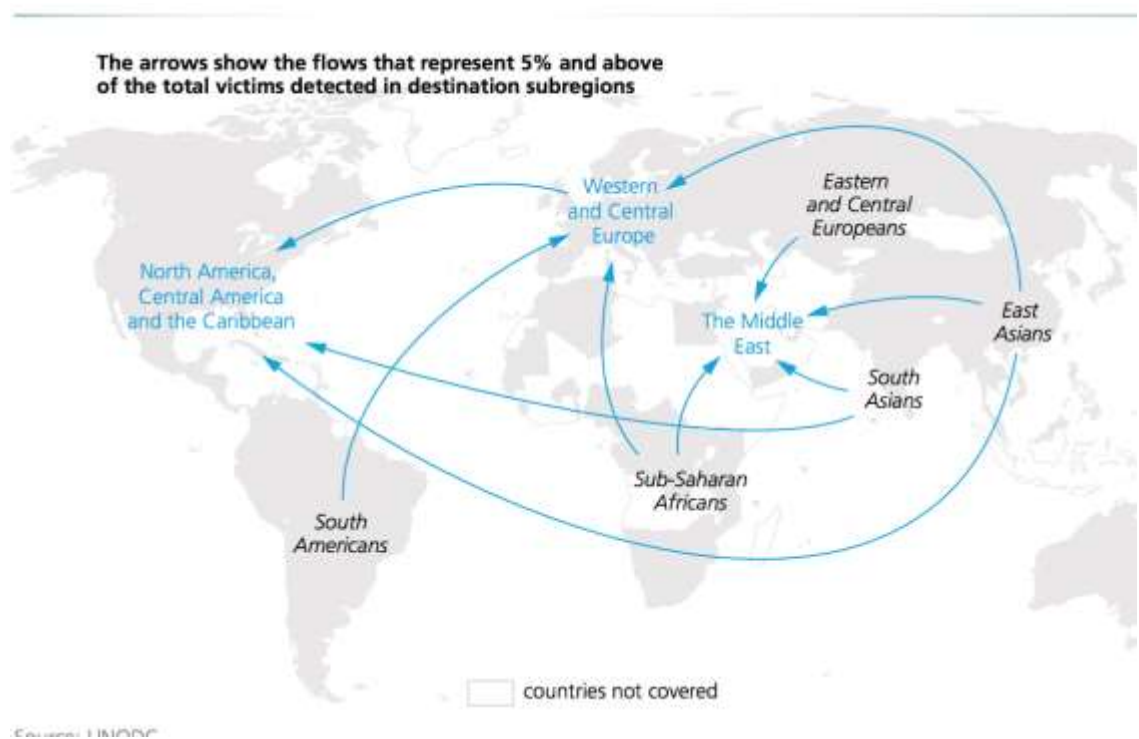 The arrows show the flows that represent 5% and above
of the total victims detected in destination subregions
Western
and Central
Europe
Eastern
and Central
Europeans
North America,
Central America
and the Caribbean
The Middle
East
East
Asians
South
Asians
Sub-Saharan
Africans
South
Americans
countries not covered
Source: UNODC